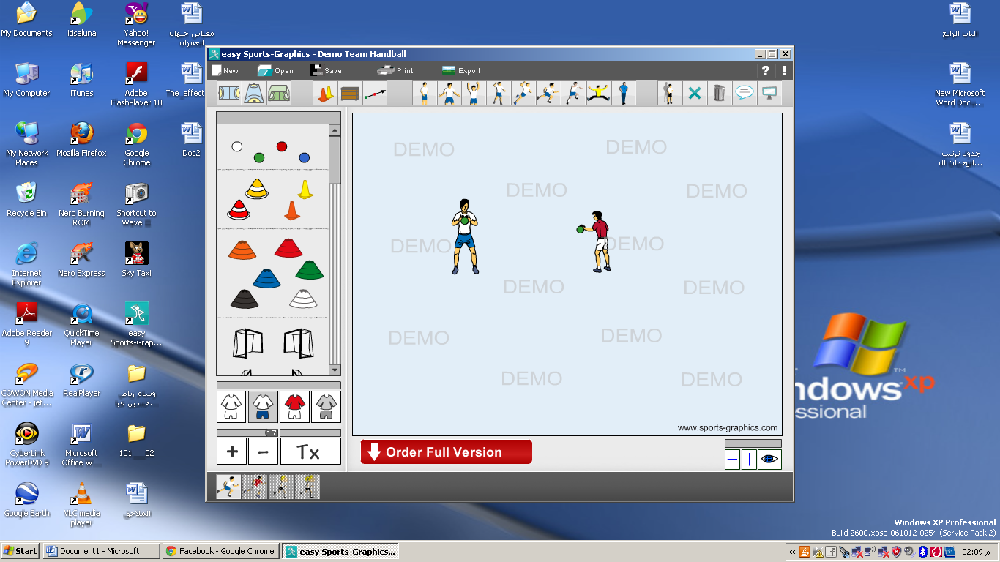 My Documents
itisaluna
Yahoo!
Messenger
مقياس جيهان
العمران
My Computer
iTunes
Adobe
FlashPlayer 10
The_effect
My Network
Places
Mozilla Firefox
Google
Chrome
Doc2
Recycle Bin
Nero Burning
ROM
Shortcut to
Wave II
Internet
Explorer
Nero Express
Sky Taxi
Adobe Reader
9
QuickTime
Player
easy
Sports-Grap...
COWON Media
Center - jet...
RealPlayer
وسام رياض
حسين عبا...
CyberLink
PowerDVD 9
Microsoft
Office W...
101___02
Google Earth
VLC media
player
الملاحق
easy Sports-Graphics - Demo Team Handball
New
Open
Save
Print
Export
? !
DEMO
DEMO
DEMO
DEMO
DEMO
DEMO
DEMO
DEMO
DEMO
DEMO
DEMO
DEMO
www.sports-graphics.com
17
+ − Tx
Order Full Version
الباب الرابع
New Microsoft
Word Docu...
جدول ترتيب
الوحدات ال...
ndows xp
TM
ssional
Windows XP Professional
Build 2600.xpsp.061012-0254 (Service Pack 2)
Start
Document1 - Microsoft ...
Facebook - Google Chrome
easy Sports-Graphics...
«
02:09 م